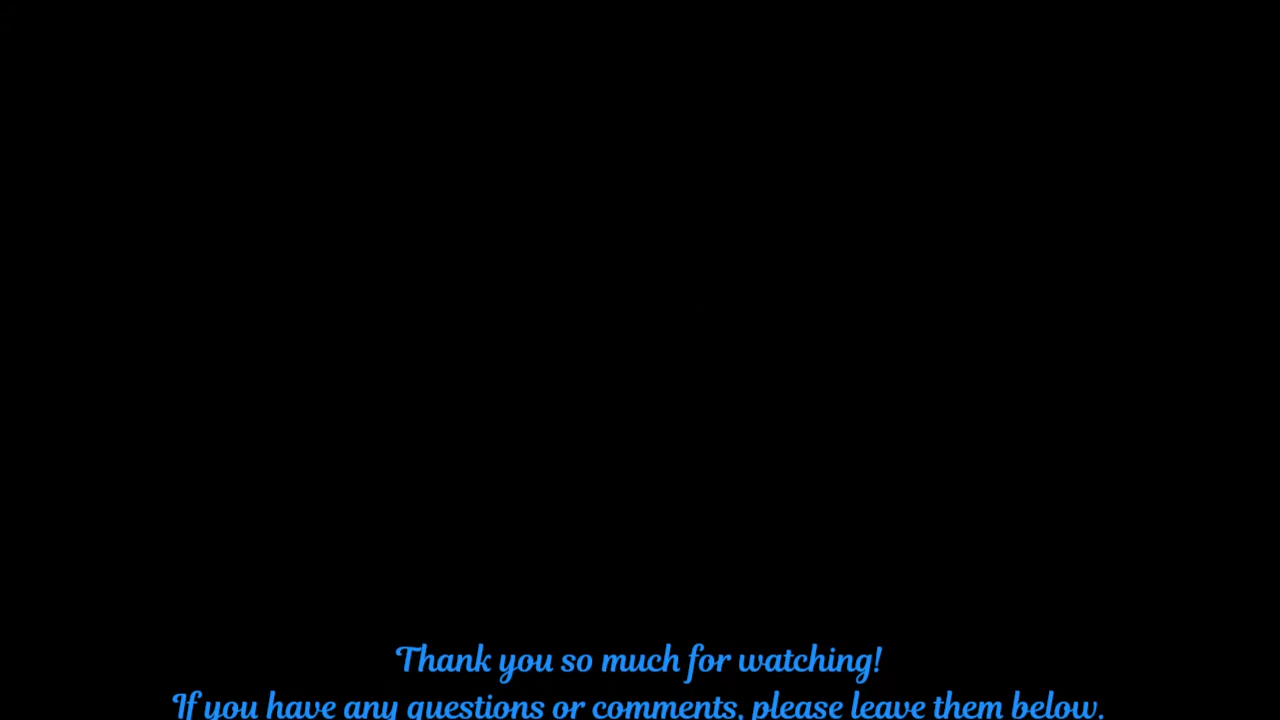 Thank you so much for watching!
If you have any questions or comments, please leave them below.